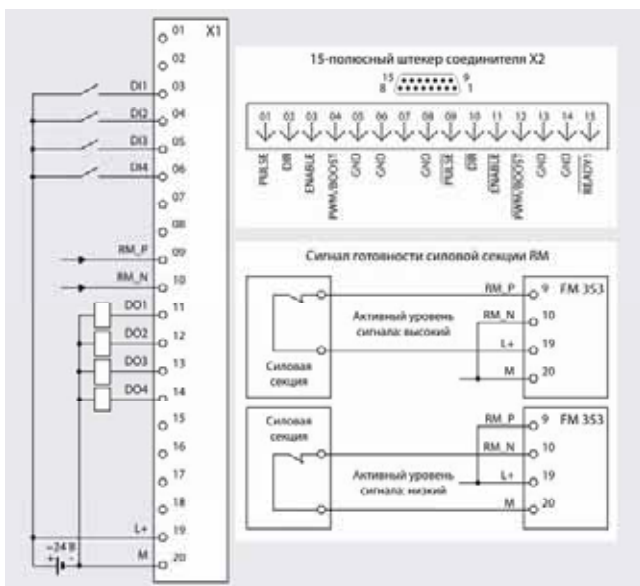 01 X1
02
DI1 03
DI2 04
DI3 05
DI4 06
07
08
RM_P 09
RM_N 10
DO1 11
DO2 12
DO3 13
DO4 14
15
16
17
18
L+ 19
=24 В
+ -
M 20
15-полюсный штекер соединителя X2
15 9
8 1
01 02 03 04 05 06 07 08 09 10 11 12 13 14 15
PULSE
DIR
ENABLE
PWM/BOOST
GND
GND
GND
PULSE
DIR
ENABLE
PWM/BOOST
GND
GND
READY1
Сигнал готовности силовой секции RM
RM_P 9 FM 353
Активный уровень RM_N 10
сигнала: высокий
L+ 19
Силовая
секция
M 20
Силовая
секция
RM_P 9 FM 353
RM_N 10
Активный уровень L+ 19
сигнала: низкий
M 20